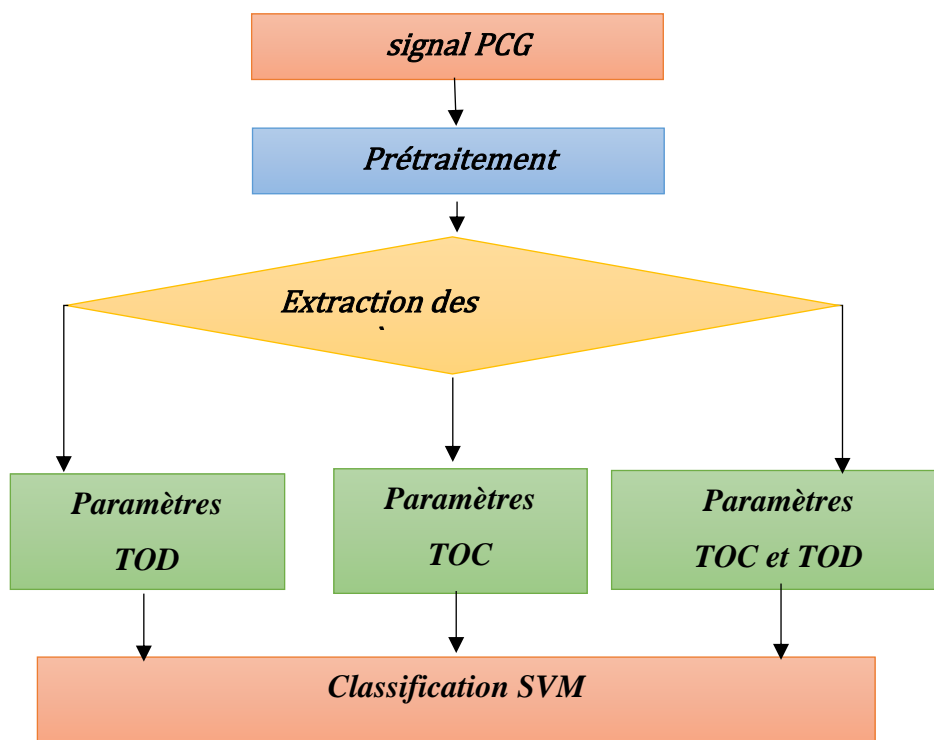 signal PCG
Prétraitement
Extraction des
Paramètres
TOD
Paramètres
TOC
Paramètres
TOC et TOD
Classification SVM